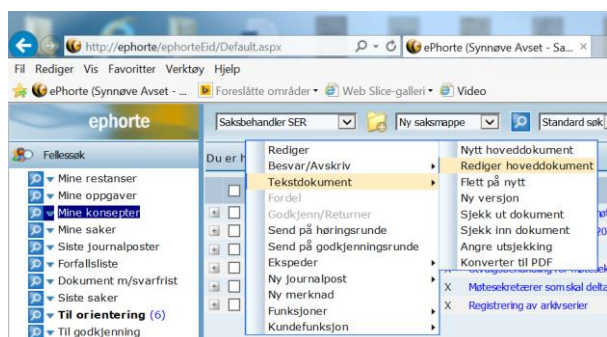 http://ephorte/ephorteEid/Default.aspx
ePhorte (Synnøve Avset - Sa...
Fil Rediger Vis Favoritter Verktøy Hjelp
ePhorte (Synnøve Avset - ... Foreslåtte områder Web Slice-galleri Video
ephorte
Saksbehandler SER Ny saksmappe Standard søk
Fellessøk
Du er h
Mine restanser
Mine oppgaver
Mine konsepter
Mine saker
Siste journalposter
Forfallsliste
Dokument m/svarfrist
Siste saker
Til orientering (6)
Til godkjenning
Rediger
Besvar/Avskriv
Tekstdokument
Fordel
Godkjenn/Returner
Send på høringsrunde
Send på godkjenningsrunde
Ekspeder
Ny journalpost
Ny merknad
Funksjoner
Kundefunksjon
Nytt hoveddokument
Rediger hoveddokument
Flett på nytt
Ny versjon
Sjekk ut dokument
Sjekk inn dokument
Angre utsjekking
Konverter til PDF
X Møtesekretærer som skal delta
X Registrering av arkivserier